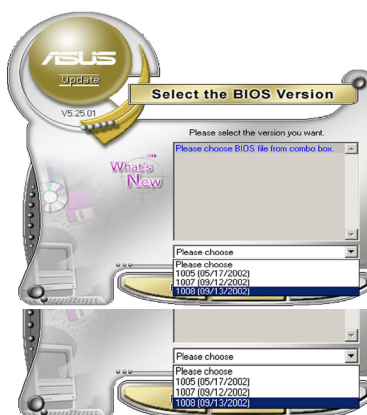 ASUS
Update
V5.25.01
Select the BIOS Version
Please select the version you want.
Please choose BIOS file from combo box.
What's
New
Please choose
Please choose
1005 (05/17/2002)
1007 (09/12/2002)
1008 (09/13/2002)
Please choose
Please choose
1005 (05/17/2002)
1007 (09/12/2002)
1008 (09/13/2002)